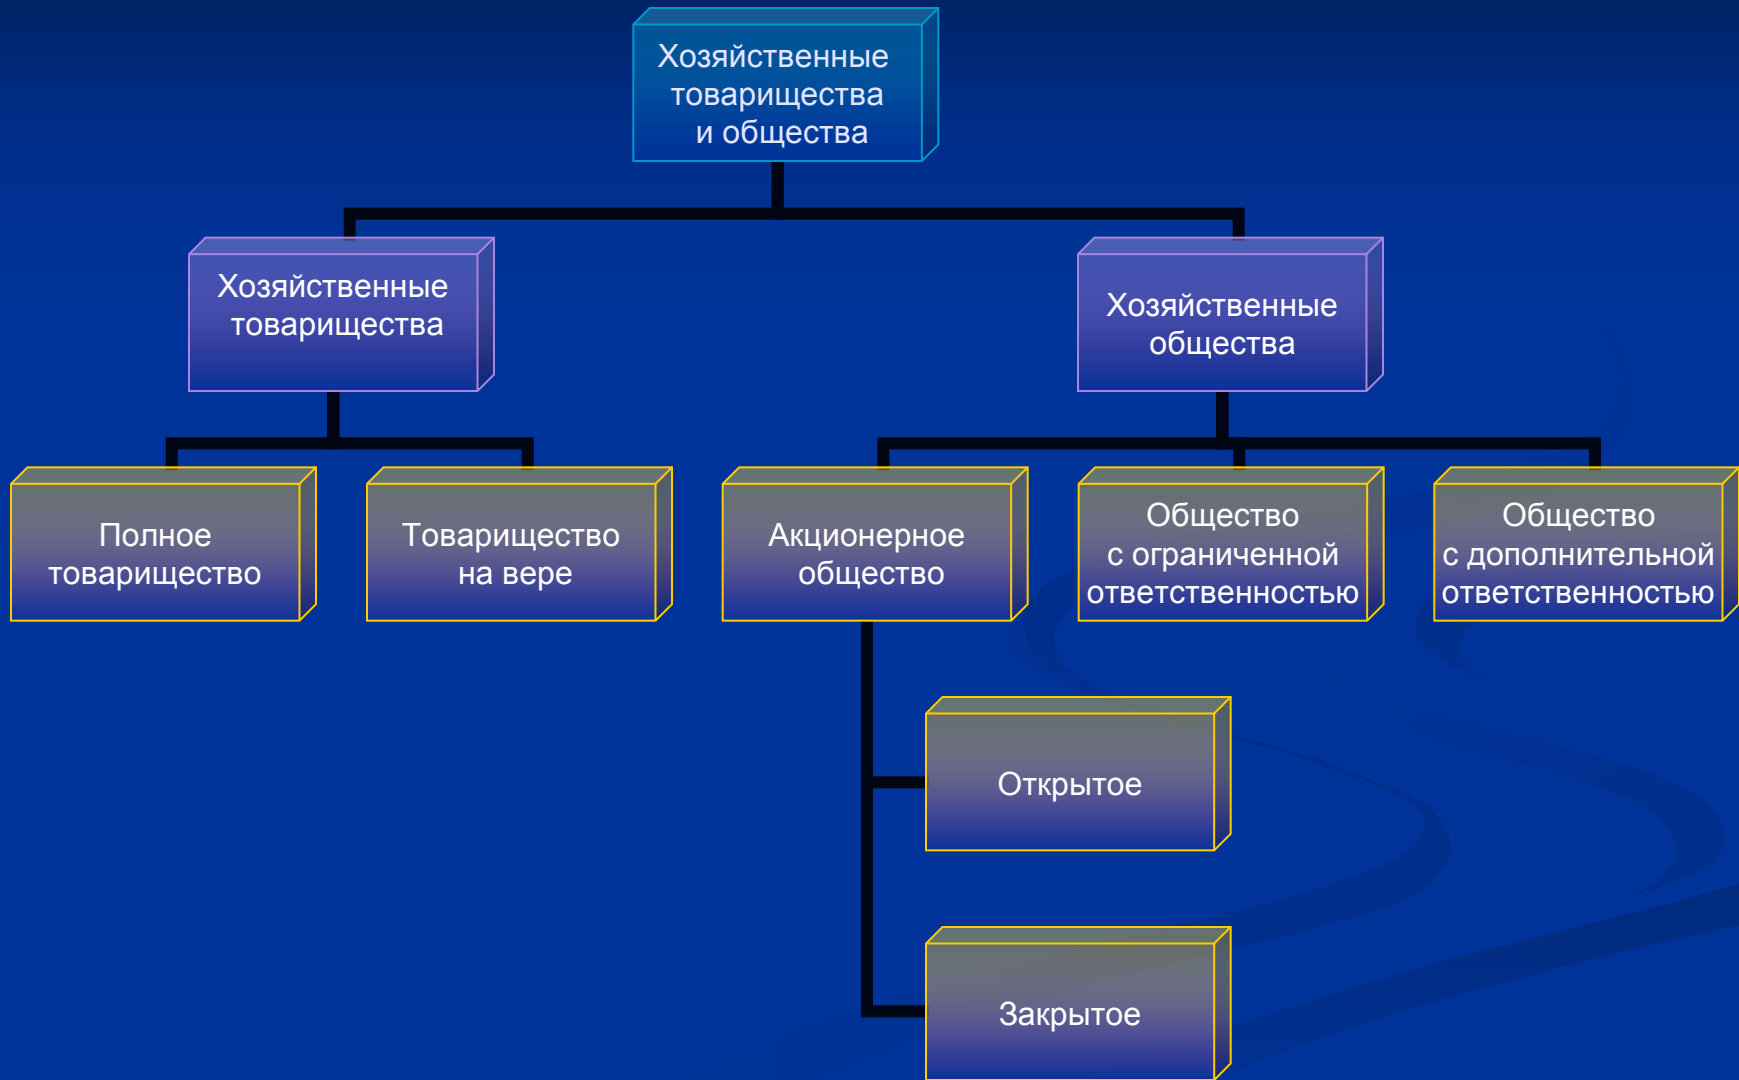 Хозяйственные
товарищества
и общества
Хозяйственные
товарищества
Хозяйственные
общества
Полное
товарищество
Товарищество
на вере
Акционерное
общество
Общество
с ограниченной
ответственностью
Общество
с дополнительной
ответственностью
Открытое
Закрытое